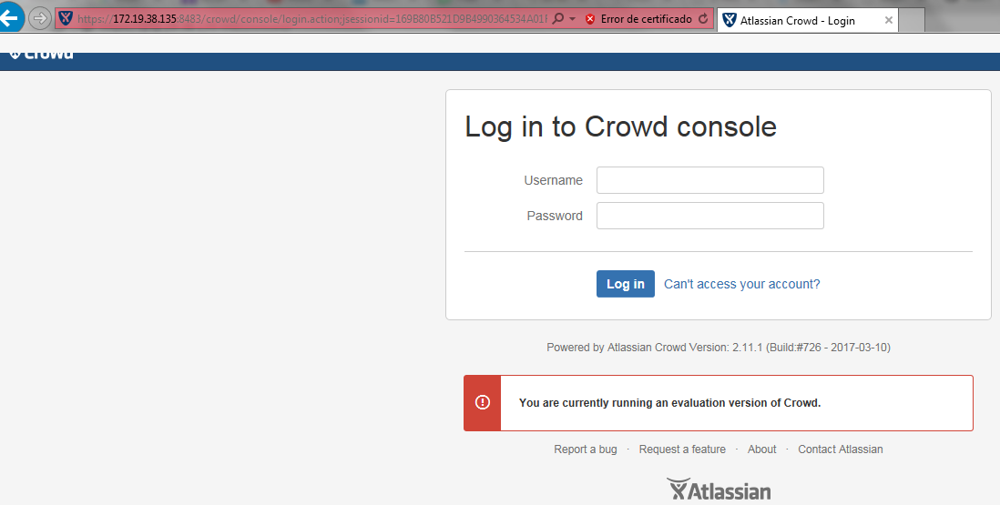 https://172.19.38.135:8483/crowd/console/login.action;jsessionid=169B80B521D9B4990364534A01F
Error de certificado
Atlassian Crowd - Login
Crowd
Log in to Crowd console
Username
Password
Log in Can't access your account?
Powered by Atlassian Crowd Version: 2.11.1 (Build:#726 - 2017-03-10)
You are currently running an evaluation version of Crowd.
Report a bug · Request a feature · About · Contact Atlassian
Atlassian